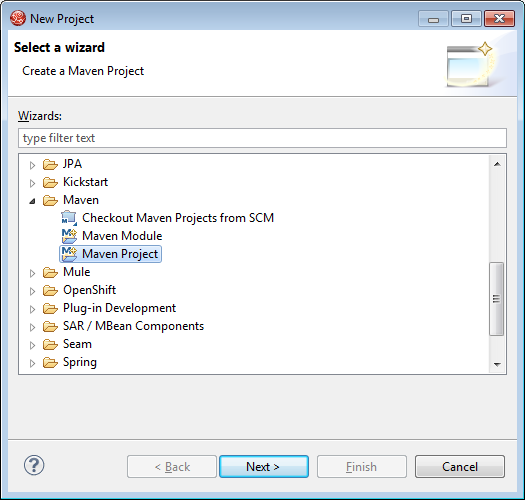 New Project
Select a wizard
Create a Maven Project
Wizards:
type filter text
JPA
Kickstart
Maven
Checkout Maven Projects from SCM
Maven Module
Maven Project
Mule
OpenShift
Plug-in Development
SAR / MBean Components
Seam
Spring
? < Back Next > Finish Cancel